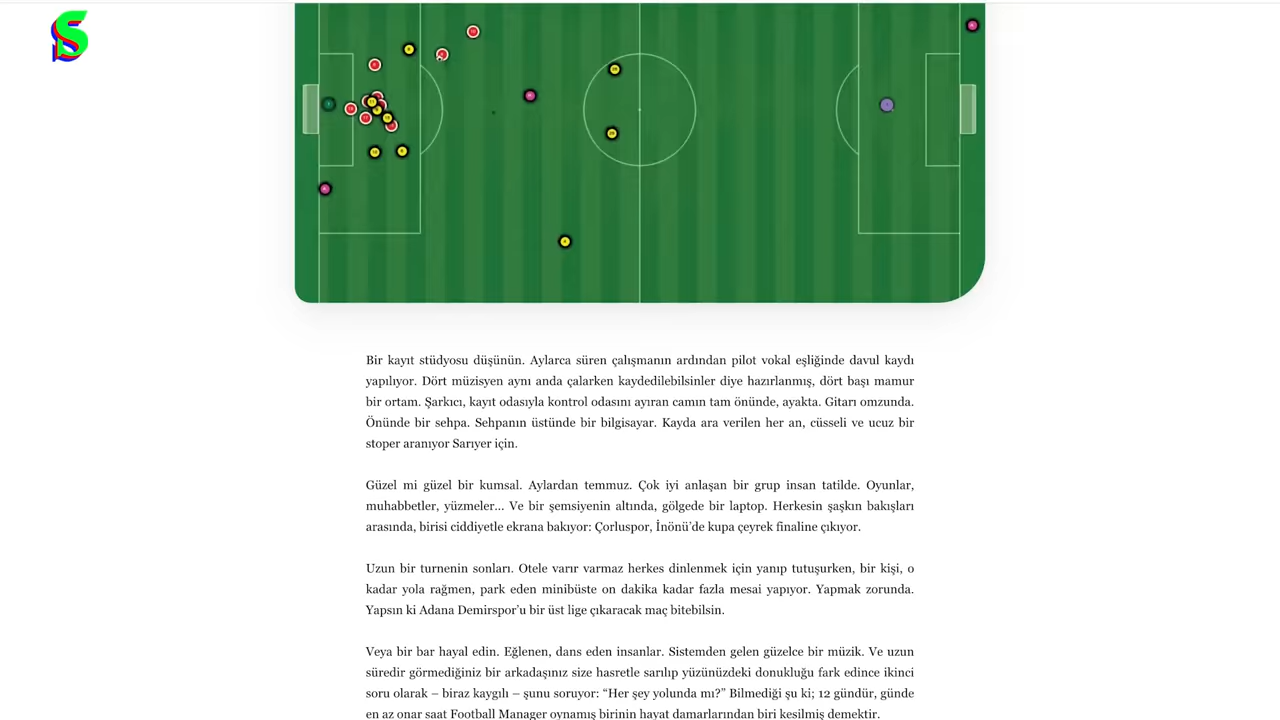 S
Bir kayıt stüdyosu düşünün. Aylarca süren çalışmanın ardından pilot vokal eşliğinde davul kaydı
yapılıyor. Dört müzisyen aynı anda çalarken kaydedilebilsinler diye hazırlanmış, dört başı mamur
bir ortam. Şarkıcı, kayıt odasıyla kontrol odasını ayıran camın tam önünde, ayakta. Gitarı omzunda.
Önünde bir sehpa. Sehpanın üstünde bir bilgisayar. Kayda ara verilen her an, cüsseli ve ucuz bir
stoper aranıyor Sarıyer için.
Güzel mi güzel bir kumsal. Aylardan temmuz. Çok iyi anlaşan bir grup insan tatilde. Oyunlar,
muhabbetler, yüzmeler... Ve bir şemsiyenin altında, gölgede bir laptop. Herkesin şaşkın bakışları
arasında, birisi ciddiyetle ekrana bakıyor: Çorluspor, İnönü’de kupa çeyrek finaline çıkıyor.
Uzun bir turnenin sonları. Otele varır varmaz herkes dinlenmek için yanıp tutuşurken, bir kişi, o
kadar yola rağmen, park eden minibüste on dakika kadar fazla mesai yapıyor. Yapmak zorunda.
Yapsın ki Adana Demirspor’u bir üst lige çıkaracak maç bitebilsin.
Veya bir bar hayal edin. Eğlenen, dans eden insanlar. Sistemden gelen güzelce bir müzik. Ve uzun
süredir görmediğiniz bir arkadaşınız size hasretle sarılıp yüzünüzdeki donukluğu fark edince ikinci
soru olarak – biraz kaygılı – şunu soruyor: “Her şey yolunda mı?” Bilmediği şu ki; 12 gündür, günde
en az onar saat Football Manager oynamış birinin hayat damarlarından biri kesilmiş demektir.